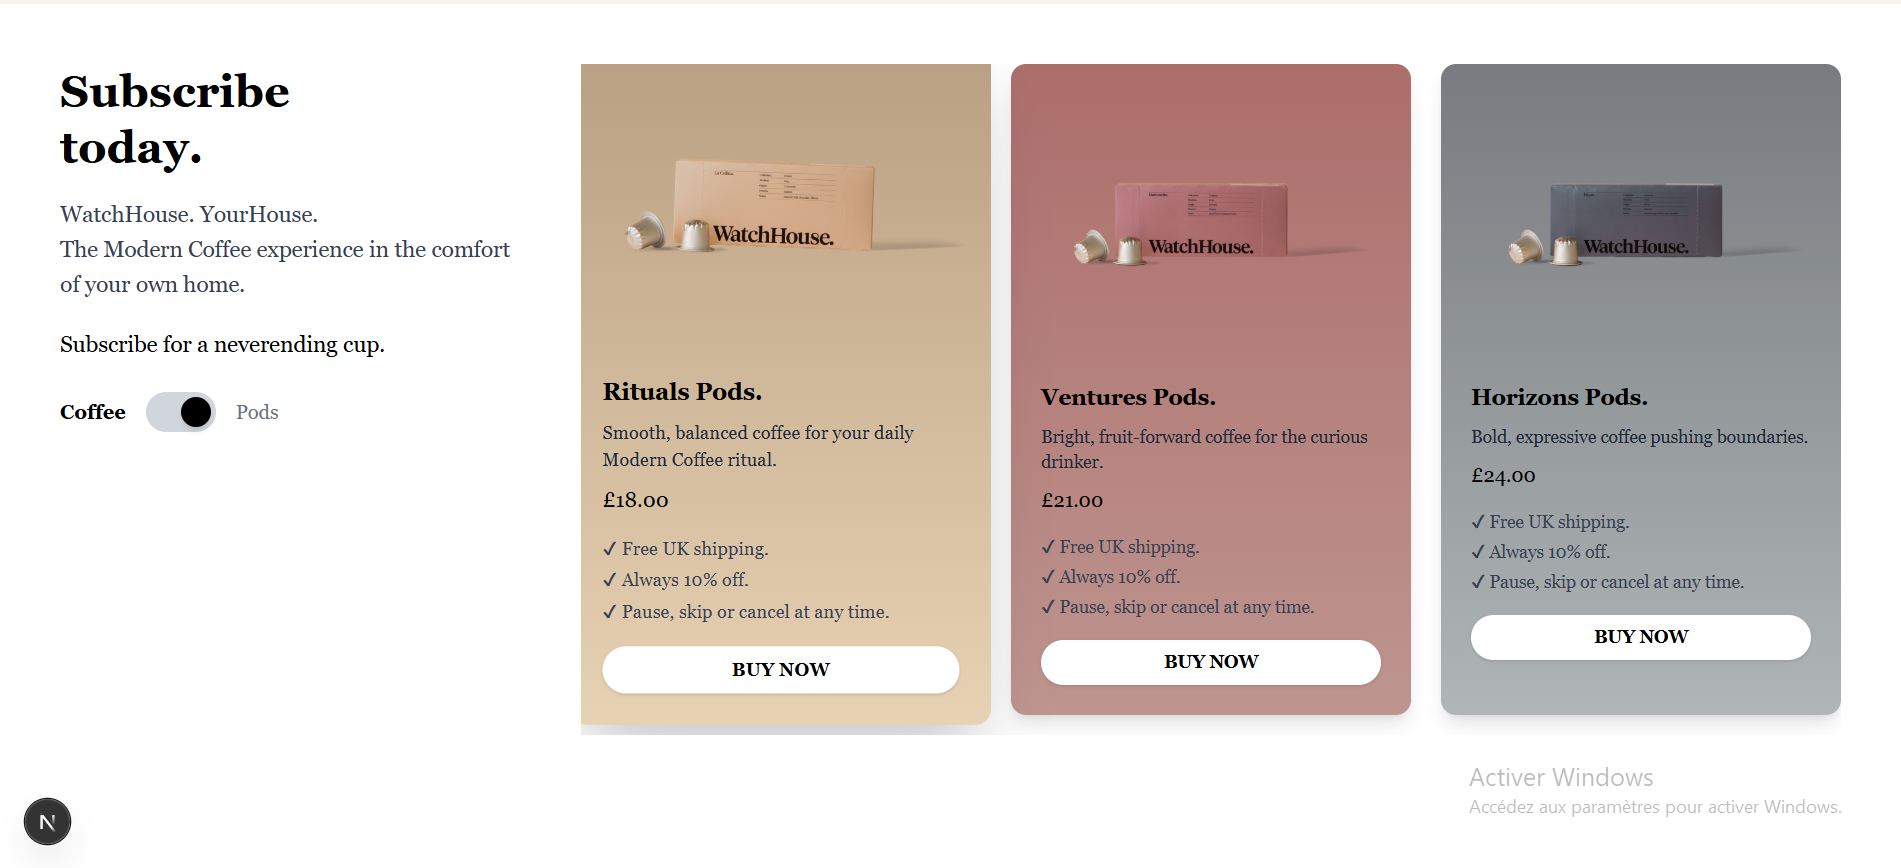 Subscribe
today.
WatchHouse. YourHouse.
The Modern Coffee experience in the comfort
of your own home.
Subscribe for a neverending cup.
Coffee Pods
WatchHouse.
Rituals Pods.
Smooth, balanced coffee for your daily
Modern Coffee ritual.
£18.00
✓ Free UK shipping.
✓ Always 10% off.
✓ Pause, skip or cancel at any time.
BUY NOW
WatchHouse.
Ventures Pods.
Bright, fruit-forward coffee for the curious
drinker.
£21.00
✓ Free UK shipping.
✓ Always 10% off.
✓ Pause, skip or cancel at any time.
BUY NOW
WatchHouse.
Horizons Pods.
Bold, expressive coffee pushing boundaries.
£24.00
✓ Free UK shipping.
✓ Always 10% off.
✓ Pause, skip or cancel at any time.
BUY NOW
Activer Windows
Accédez aux paramètres pour activer Windows.
N